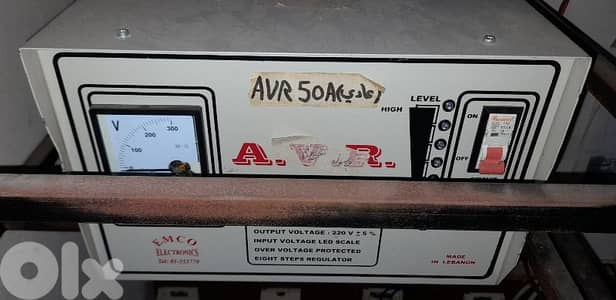 AVR 50A (عادي)
LEVEL
HIGH
ON
OFF
V
100
200
300
A.V.R.
OUTPUT VOLTAGE : 220 V ± 5 %
INPUT VOLTAGE LED SCALE
OVER VOLTAGE PROTECTED
EIGHT STEPS REGULATOR
EMCO
ELECTRONICS
MADE
IN LEBANON
OLX